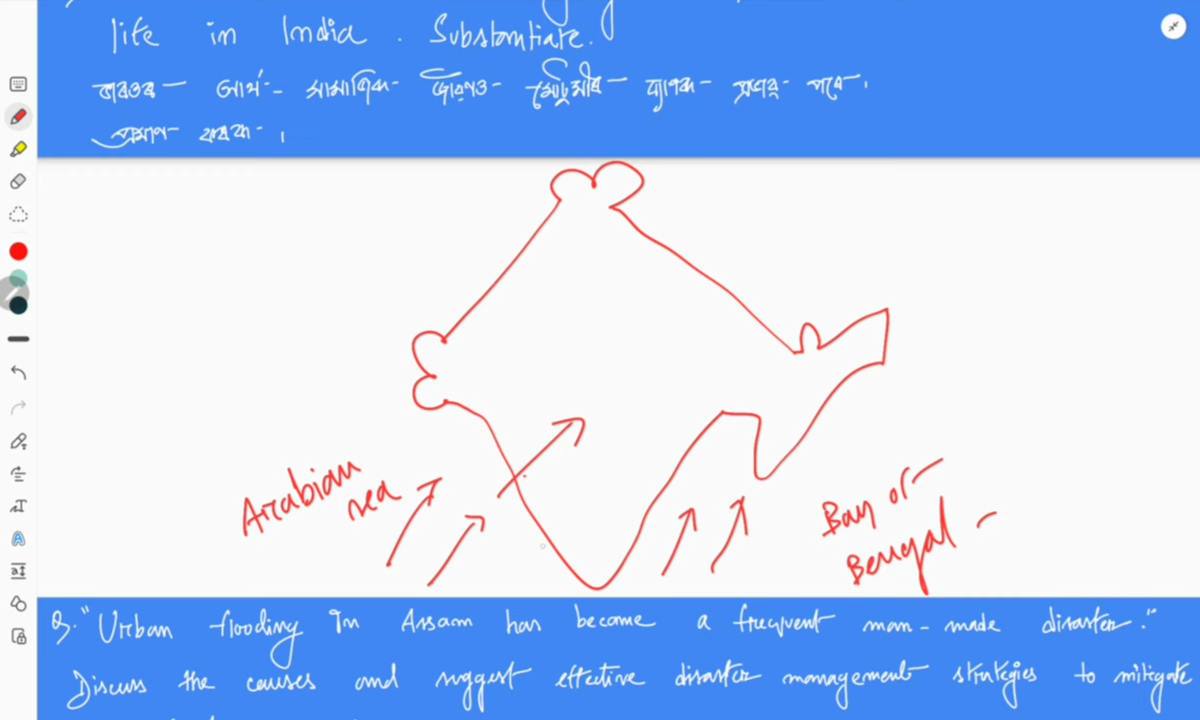 life in India. Substantiate.
ভাৰতৰ আৰ্থ-সামাজিক জীৱনত মৌচুমীৰ ব্যাপক প্ৰভাৱ পৰে।
প্ৰমাণ কৰক।
Arabian
sea
Bay of
Bengal
Q. "Urban flooding in Assam has become a frequent man-made disaster."
Discuss the causes and suggest effective disaster management strategies to mitigate